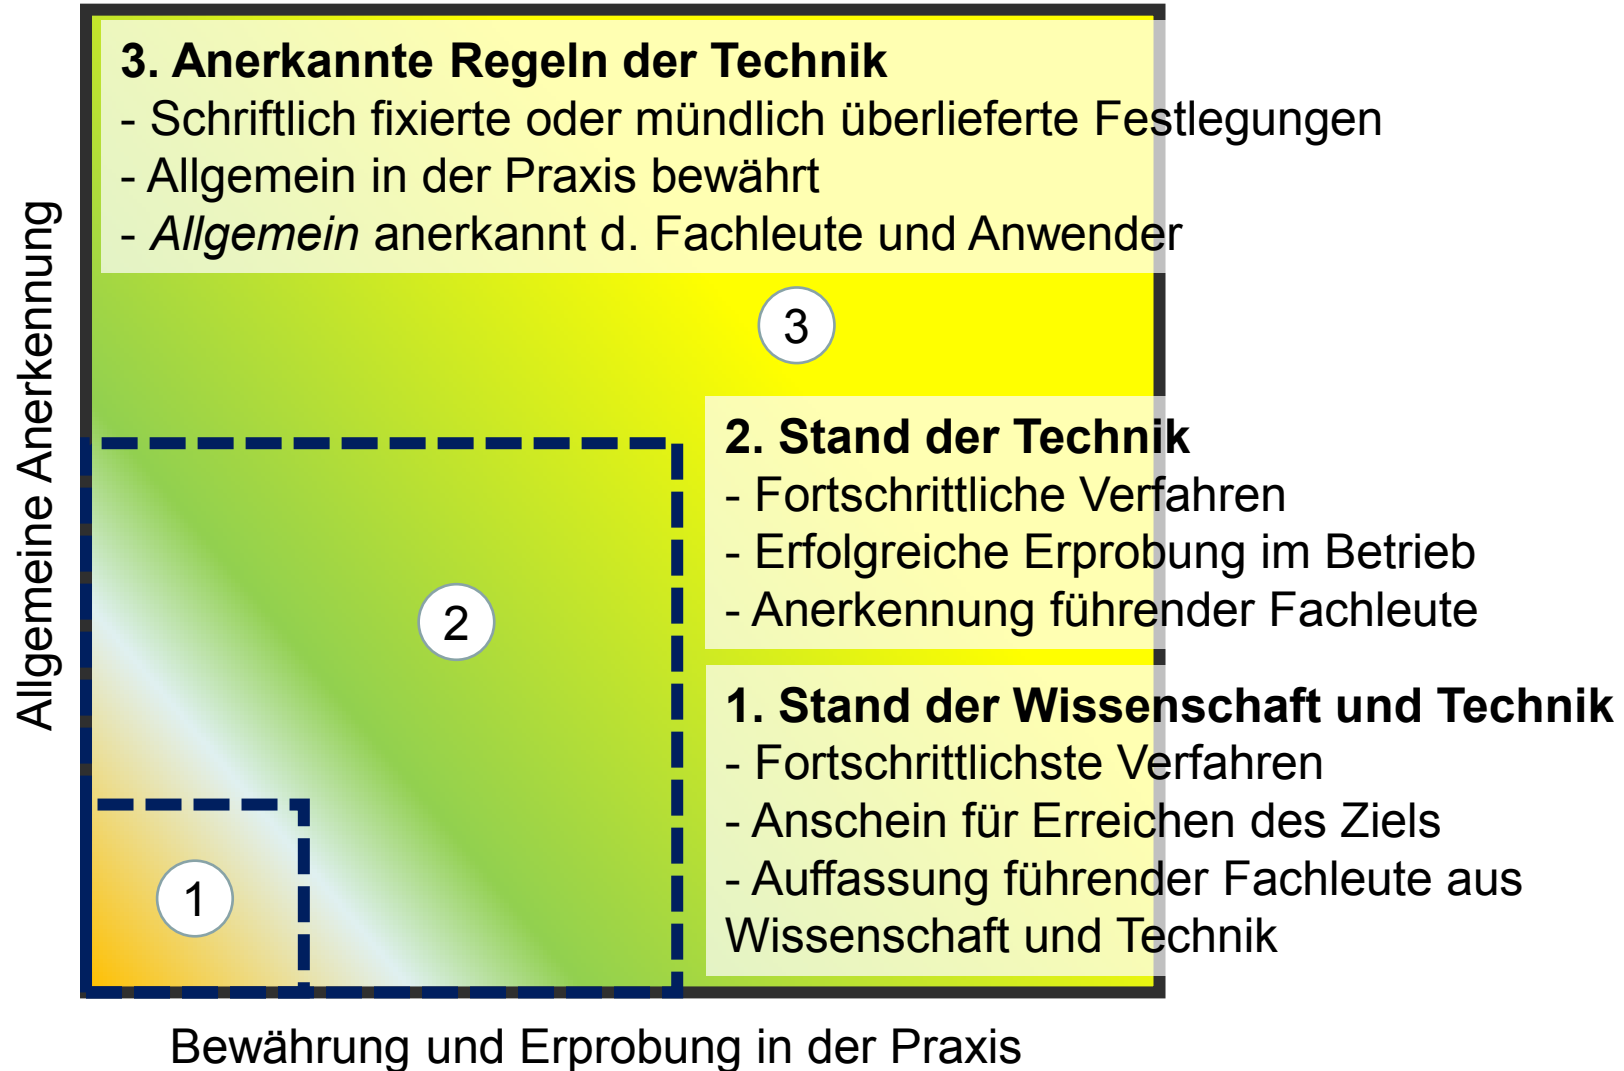 3. Anerkannte Regeln der Technik
- Schriftlich fixierte oder mündlich überlieferte Festlegungen
- Allgemein in der Praxis bewährt
- Allgemein anerkannt d. Fachleute und Anwender
3
2. Stand der Technik
- Fortschrittliche Verfahren
- Erfolgreiche Erprobung im Betrieb
- Anerkennung führender Fachleute
2
1. Stand der Wissenschaft und Technik
- Fortschrittlichste Verfahren
- Anschein für Erreichen des Ziels
- Auffassung führender Fachleute aus
Wissenschaft und Technik
1
Allgemeine Anerkennung
Bewährung und Erprobung in der Praxis